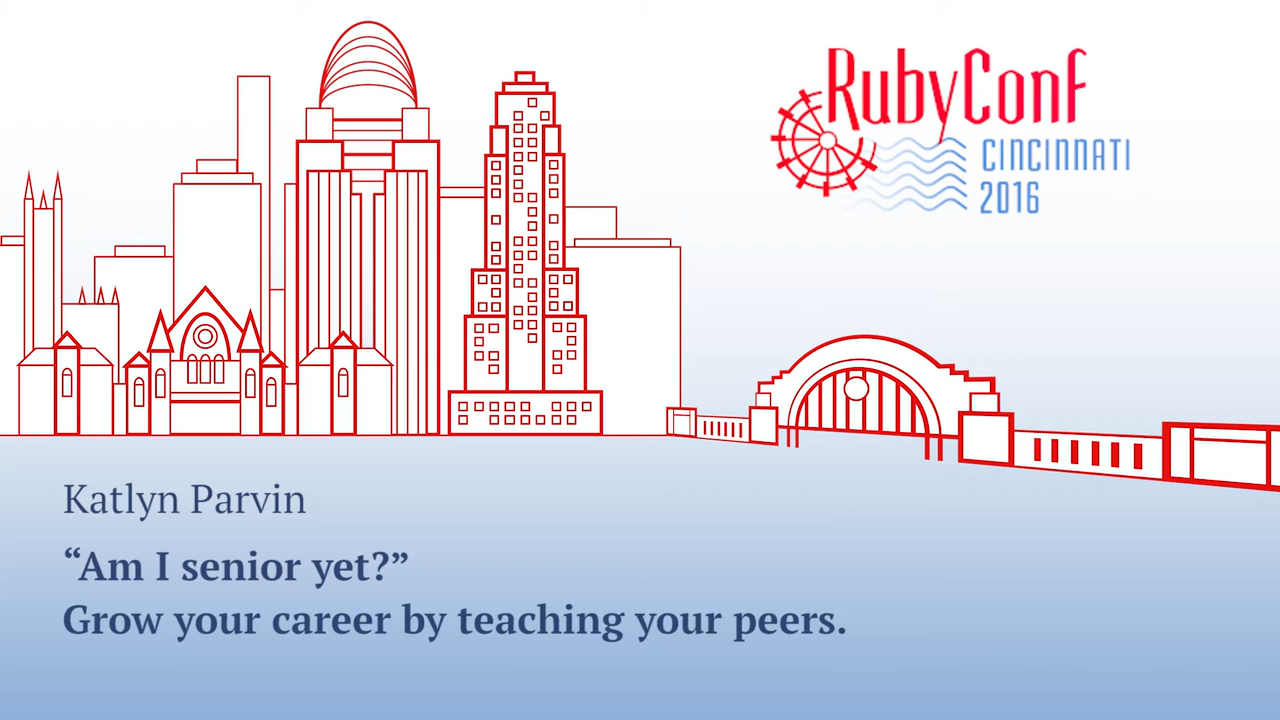 RubyConf
CINCINNATI
2016
Katlyn Parvin
“Am I senior yet?”
Grow your career by teaching your peers.